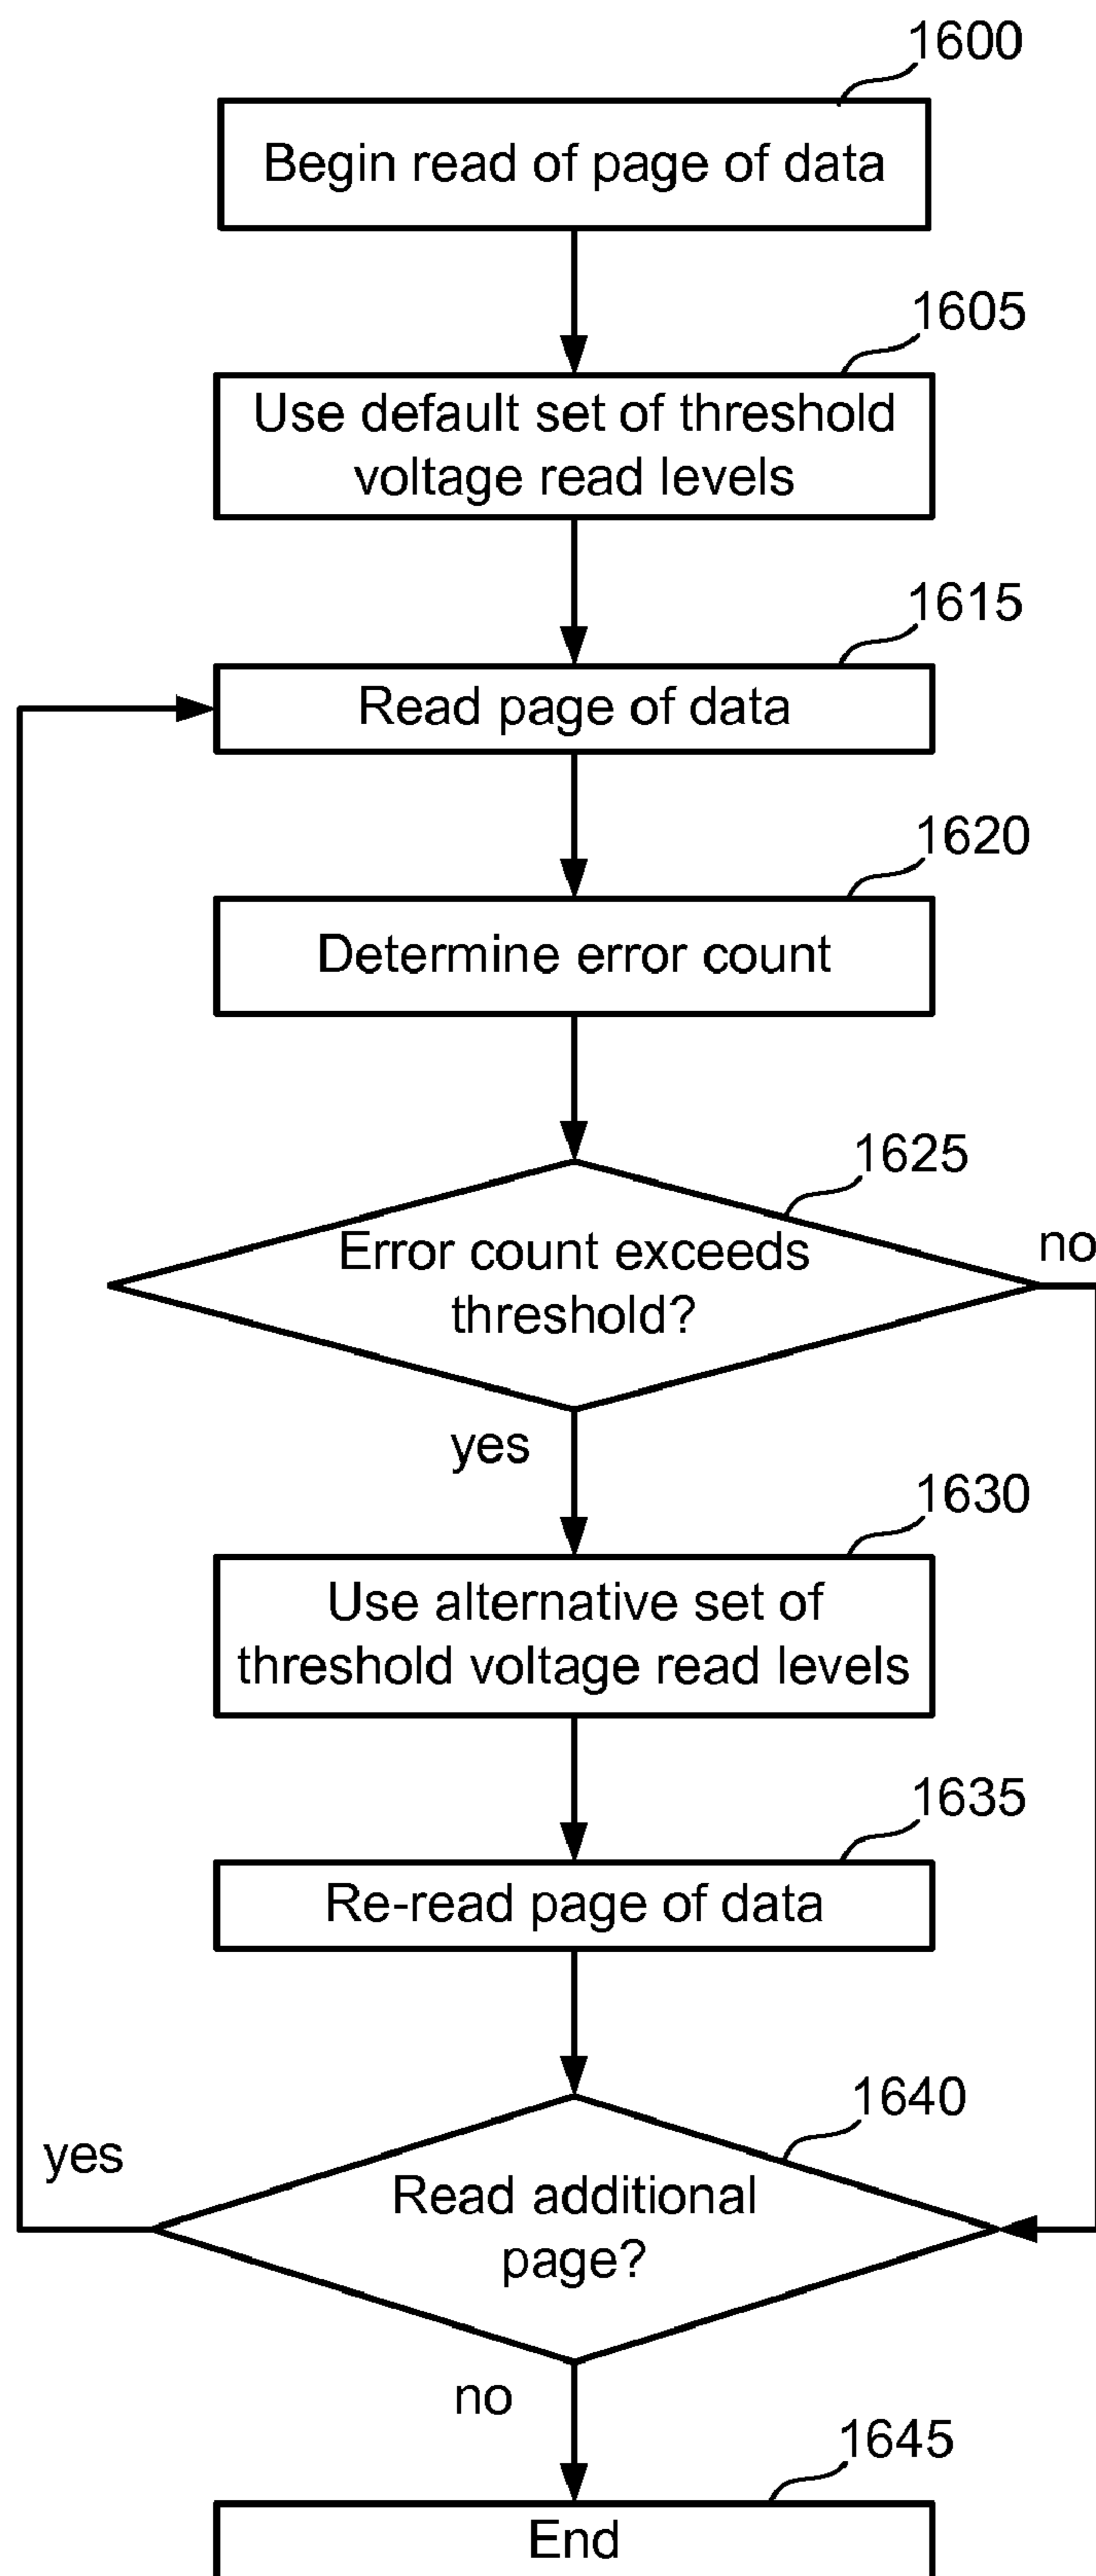 1600
Begin read of page of data
1605
Use default set of threshold
voltage read levels
1615
Read page of data
1620
Determine error count
1625
Error count exceeds
threshold?
no
yes
1630
Use alternative set of
threshold voltage read levels
1635
Re-read page of data
1640
yes
Read additional
page?
no
1645
End